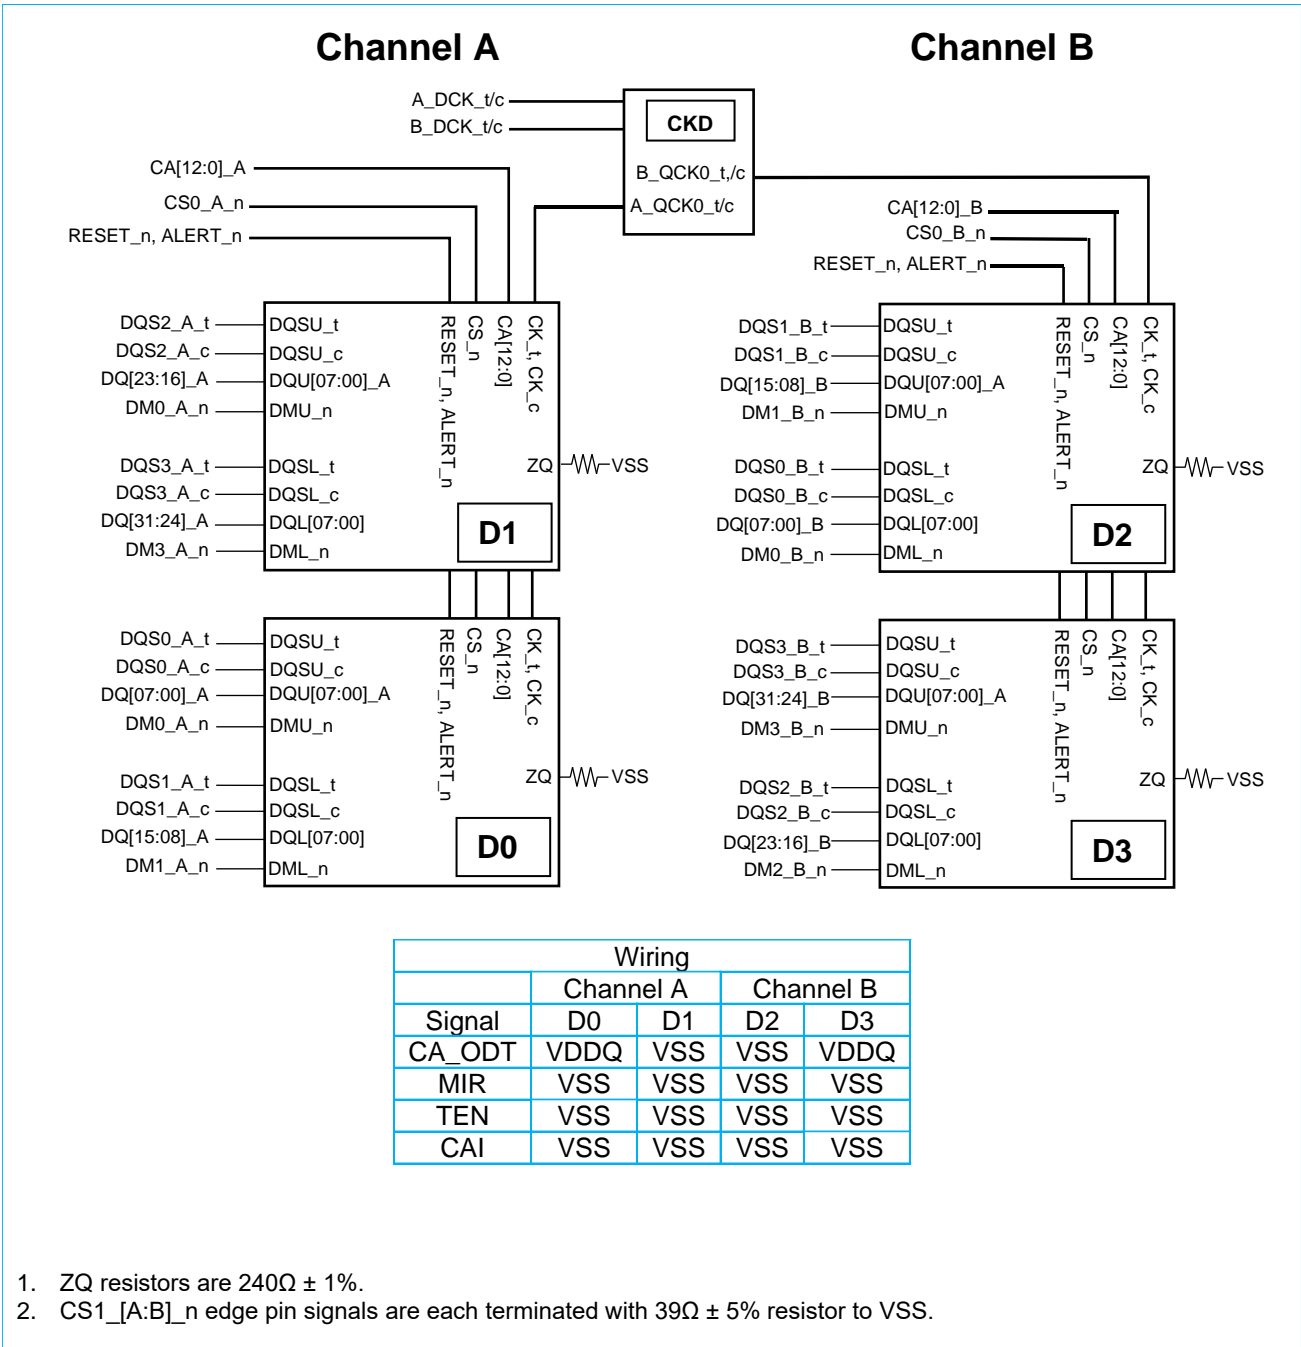 Channel A
Channel B
A_DCK_t/c
B_DCK_t/c
CKD
B_QCK0_t,/c
A_QCK0_t/c
CA[12:0]_A
CS0_A_n
RESET_n, ALERT_n
CA[12:0]_B
CS0_B_n
RESET_n, ALERT_n
DQS2_A_t
DQS2_A_c
DQ[23:16]_A
DM0_A_n
DQS3_A_t
DQS3_A_c
DQ[31:24]_A
DM3_A_n
DQSU_t
DQSU_c
DQU[07:00]_A
DMU_n
DQSL_t
DQSL_c
DQL[07:00]
DML_n
RESET_n, ALERT_n
CS_n
CA[12:0]
CK_t, CK_c
ZQ
VSS
D1
DQS1_B_t
DQS1_B_c
DQ[15:08]_B
DM1_B_n
DQS0_B_t
DQS0_B_c
DQ[07:00]_B
DM0_B_n
DQSU_t
DQSU_c
DQU[07:00]_A
DMU_n
DQSL_t
DQSL_c
DQL[07:00]
DML_n
RESET_n, ALERT_n
CS_n
CA[12:0]
CK_t, CK_c
ZQ
VSS
D2
DQS0_A_t
DQS0_A_c
DQ[07:00]_A
DM0_A_n
DQS1_A_t
DQS1_A_c
DQ[15:08]_A
DM1_A_n
DQSU_t
DQSU_c
DQU[07:00]_A
DMU_n
DQSL_t
DQSL_c
DQL[07:00]
DML_n
RESET_n, ALERT_n
CS_n
CA[12:0]
CK_t, CK_c
ZQ
VSS
D0
DQS3_B_t
DQS3_B_c
DQ[31:24]_B
DM3_B_n
DQS2_B_t
DQS2_B_c
DQ[23:16]_B
DM2_B_n
DQSU_t
DQSU_c
DQU[07:00]_A
DMU_n
DQSL_t
DQSL_c
DQL[07:00]
DML_n
RESET_n, ALERT_n
CS_n
CA[12:0]
CK_t, CK_c
ZQ
VSS
D3
Wiring
Channel A Channel B
Signal D0 D1 D2 D3
CA_ODT VDDQ VSS VSS VDDQ
MIR VSS VSS VSS VSS
TEN VSS VSS VSS VSS
CAI VSS VSS VSS VSS
1. ZQ resistors are 240Ω ± 1%.
2. CS1_[A:B]_n edge pin signals are each terminated with 39Ω ± 5% resistor to VSS.